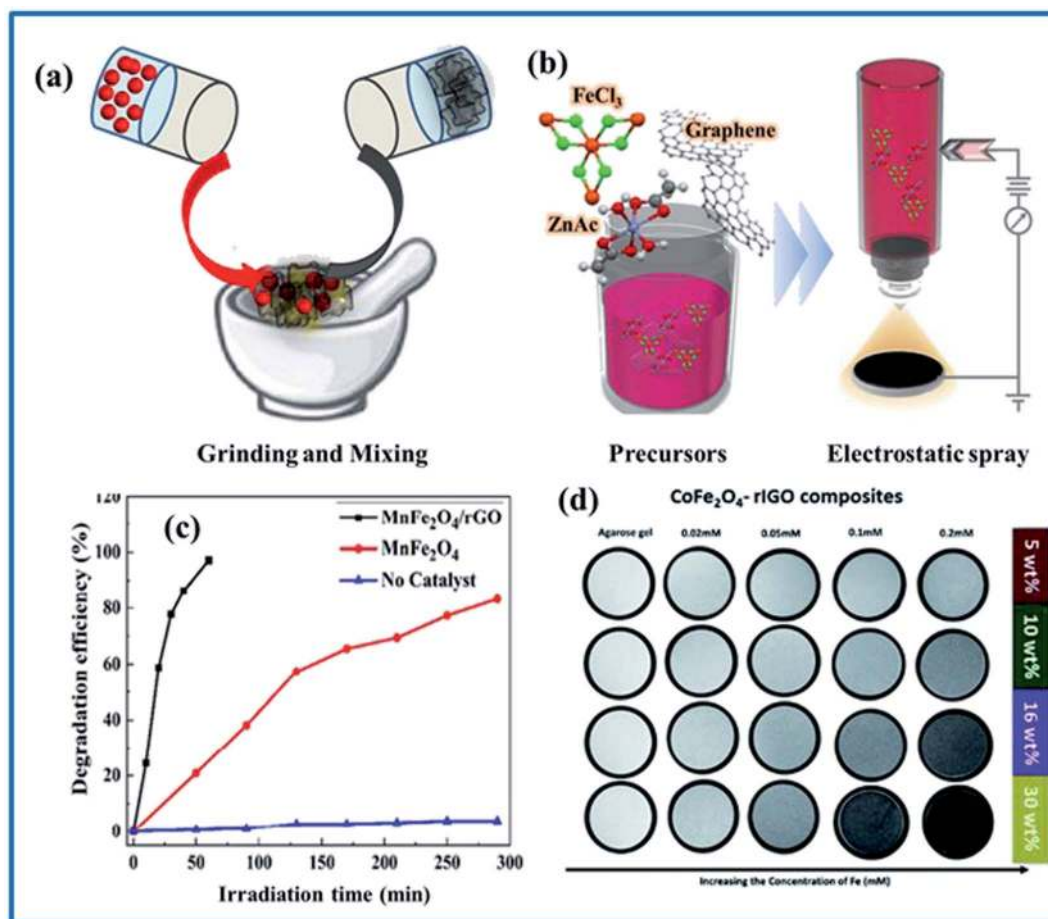 (a)
Grinding and Mixing
(b)
FeCl₃
Graphene
ZnAc
Precursors
Electrostatic spray
(c)
120
100
80
60
40
20
0
Degradation efficiency (%)
MnFe₂O₄/rGO
MnFe₂O₄
No Catalyst
0 50 100 150 200 250 300
Irradiation time (min)
(d)
CoFe₂O₄- rIGO composites
Agarose gel 0.02mM 0.05mM 0.1mM 0.2mM
5 wt%
10 wt%
16 wt%
30 wt%
Increasing the Concentration of Fe (mM)